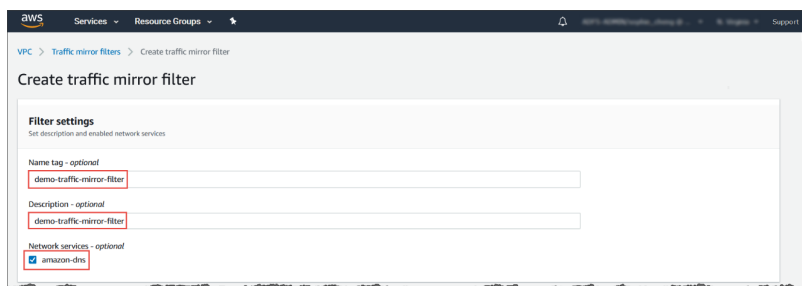 aws Services Resource Groups Support
VPC > Traffic mirror filters > Create traffic mirror filter
Create traffic mirror filter
Filter settings
Set description and enabled network services
Name tag - optional
demo-traffic-mirror-filter
Description - optional
demo-traffic-mirror-filter
Network services - optional
amazon-dns